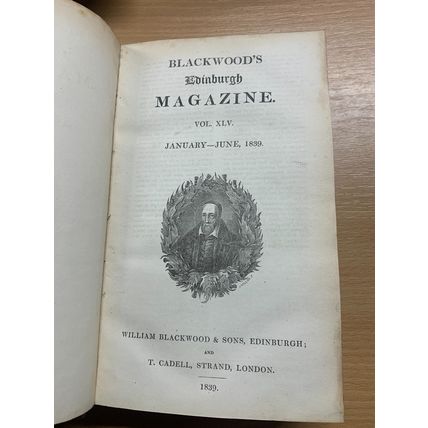 BLACKWOOD'S
Edinburgh
MAGAZINE.
VOL. XLV.
JANUARY—JUNE, 1839.
WILLIAM BLACKWOOD & SONS, EDINBURGH;
AND
T. CADELL, STRAND, LONDON.
1839.